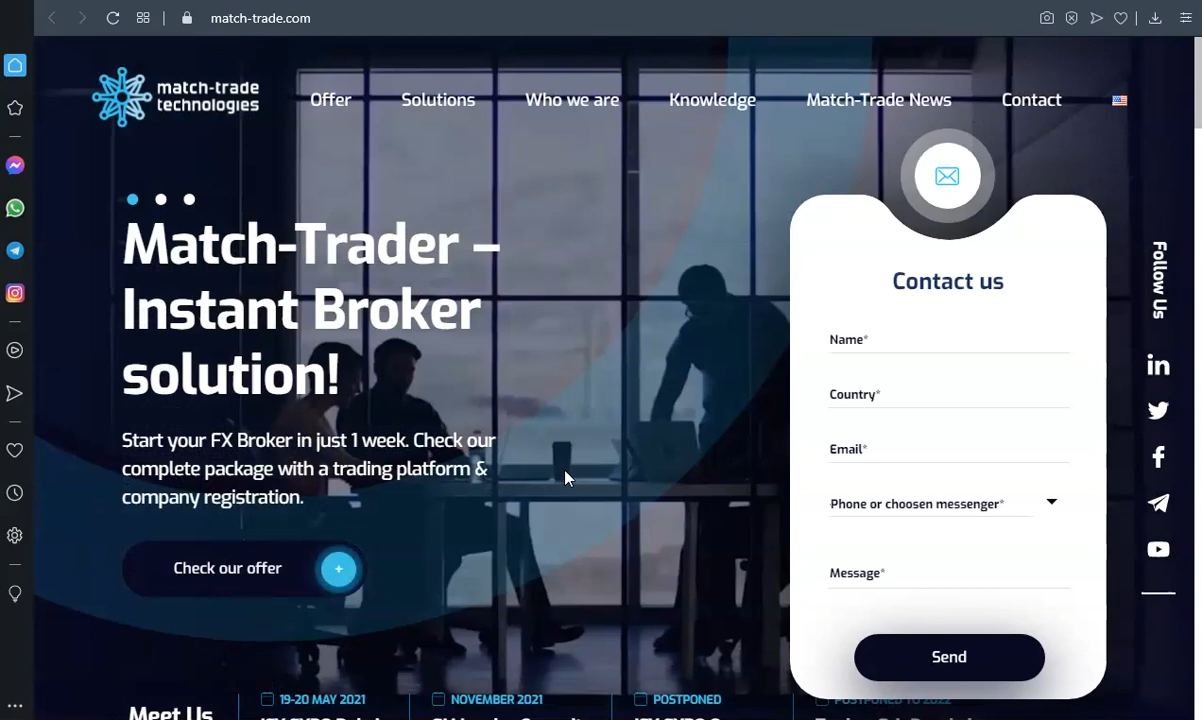 match-trade.com
match-trade
technologies
Offer
Solutions
Who we are
Knowledge
Match-Trade News
Contact
Match-Trader –
Instant Broker
solution!
Start your FX Broker in just 1 week. Check our
complete package with a trading platform &
company registration.
Check our offer
+
Contact us
Name*
Country*
Email*
Phone or choosen messenger*
Message*
Send
Follow Us
Meet Us
19-20 MAY 2021
NOVEMBER 2021
POSTPONED
POSTPONED TO 2022